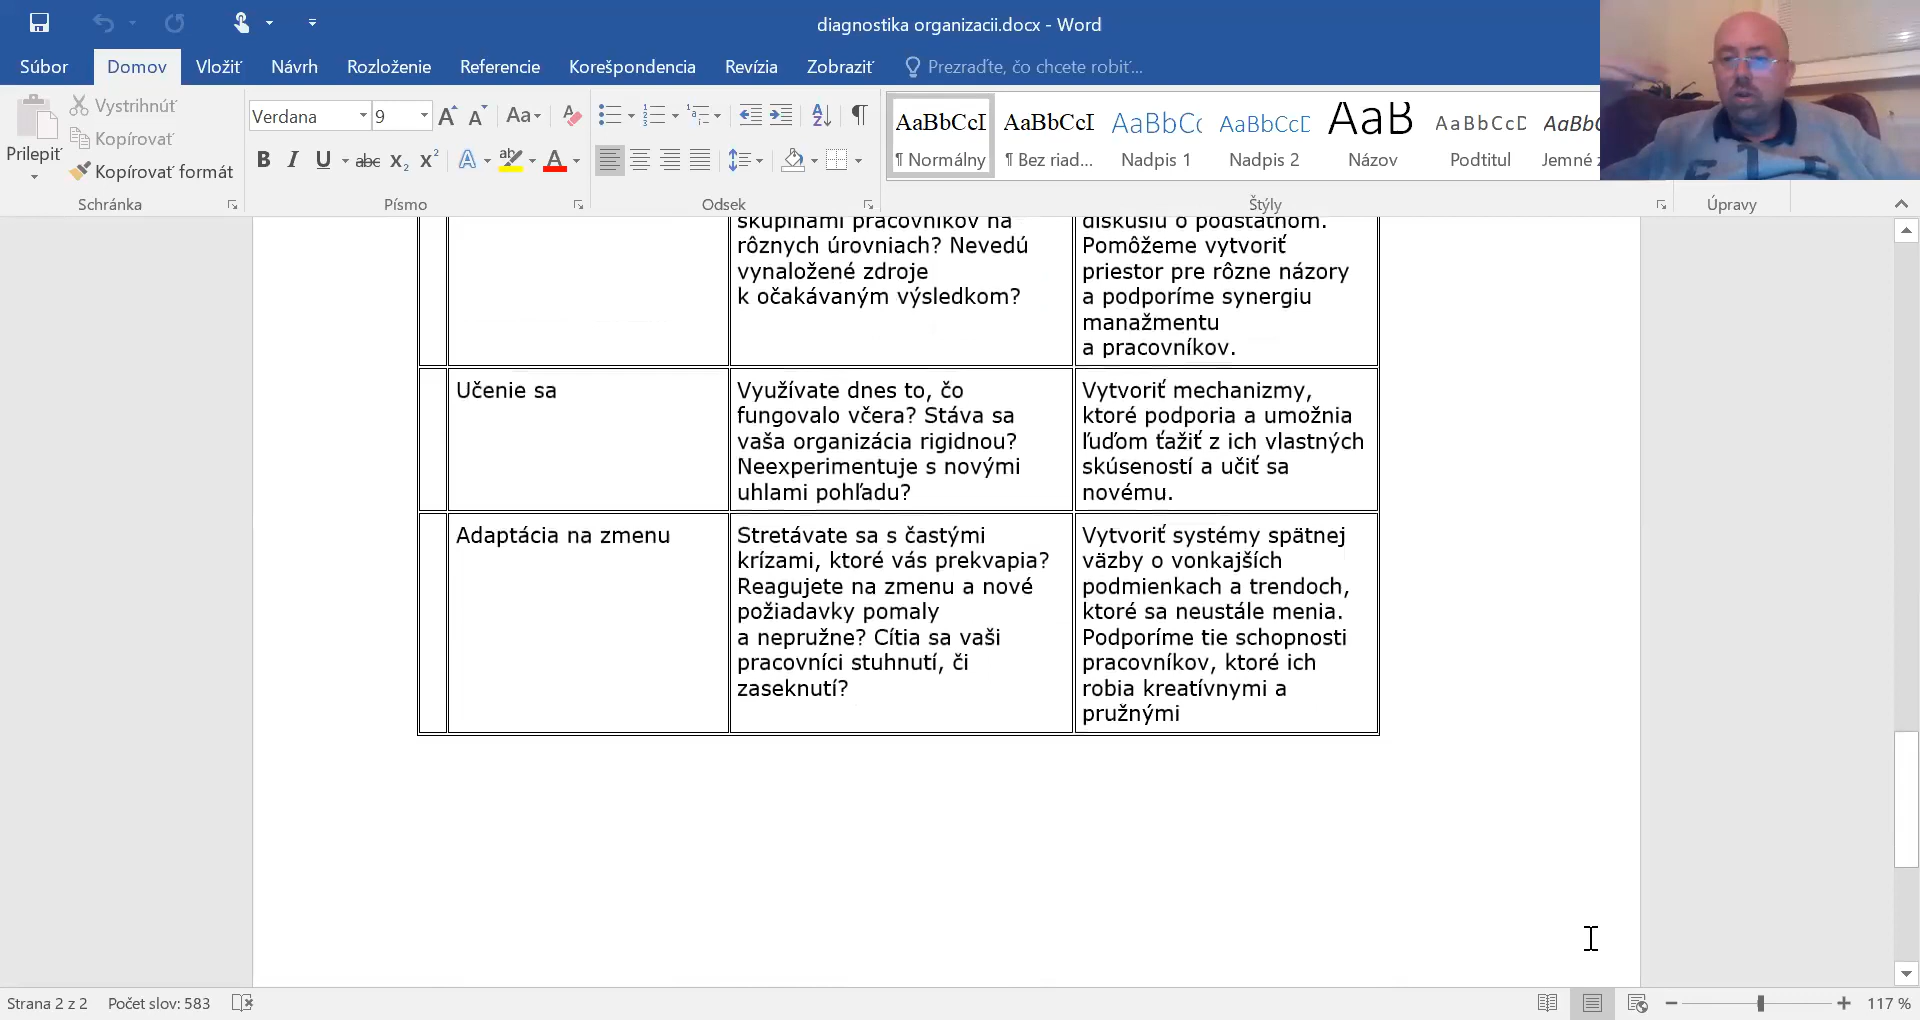 diagnostika organizacii.docx - Word
Súbor Domov Vložiť Návrh Rozloženie Referencie Korešpondencia Revízia Zobraziť Prezraďte, čo chcete robiť...
Prilepiť
Vystrihnúť
Kopírovať
Kopírovať formát
Schránka
Verdana 9
Písmo
Odsek
AaBbCcI AaBbCcI AaBbCc AaBbCcD AaB AaBbCcD AaBbC
¶ Normálny ¶ Bez riad... Nadpis 1 Nadpis 2 Názov Podtitul Jemné
Štýly
Úpravy
skupinami pracovníkov na
rôznych úrovniach? Nevedú
vynaložené zdroje
k očakávaným výsledkom?
diskusiu o podstatnom.
Pomôžeme vytvoriť
priestor pre rôzne názory
a podporíme synergiu
manažmentu
a pracovníkov.
Učenie sa
Využívate dnes to, čo
fungovalo včera? Stáva sa
vaša organizácia rigidnou?
Neexperimentuje s novými
uhlami pohľadu?
Vytvoriť mechanizmy,
ktoré podporia a umožnia
ľuďom ťažiť z ich vlastných
skúseností a učiť sa
novému.
Adaptácia na zmenu
Stretávate sa s častými
krízami, ktoré vás prekvapia?
Reagujete na zmenu a nové
požiadavky pomaly
a nepružne? Cítia sa vaši
pracovníci stuhnutí, či
zaseknutí?
Vytvoriť systémy spätnej
väzby o vonkajších
podmienkach a trendoch,
ktoré sa neustále menia.
Podporíme tie schopnosti
pracovníkov, ktoré ich
robia kreatívnymi a
pružnými
Strana 2 z 2 Počet slov: 583 117 %